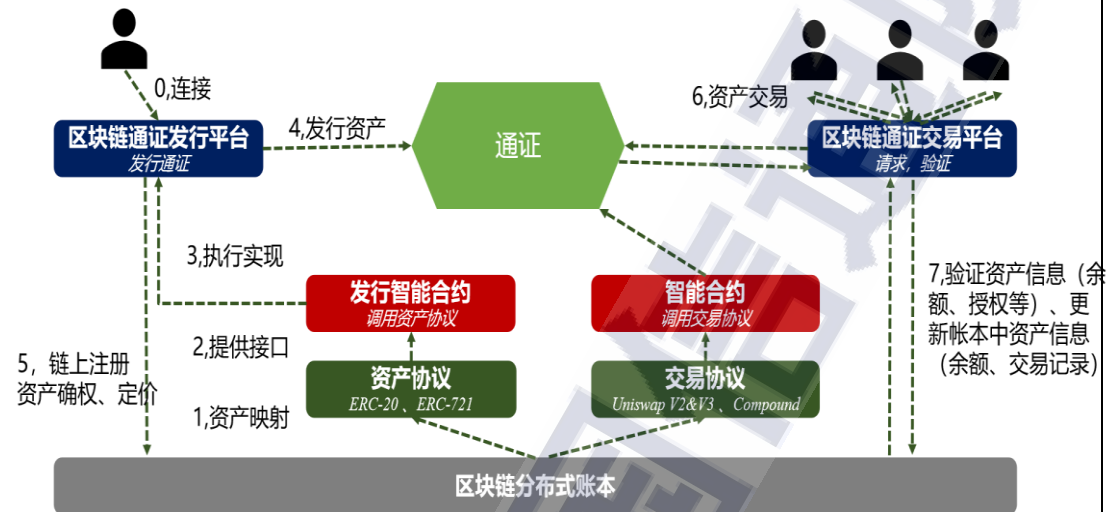 0,连接
6,资产交易
区块链通证发行平台
发行通证
4,发行资产
通证
区块链通证交易平台
请求，验证
3,执行实现
发行智能合约
调用资产协议
智能合约
调用交易协议
7,验证资产信息（余
额、授权等）、更
新帐本中资产信息
（余额、交易记录）
2,提供接口
5，链上注册
资产确权、定价
资产协议
ERC-20 、ERC-721
交易协议
Uniswap V2&V3 、Compound
1,资产映射
区块链分布式账本